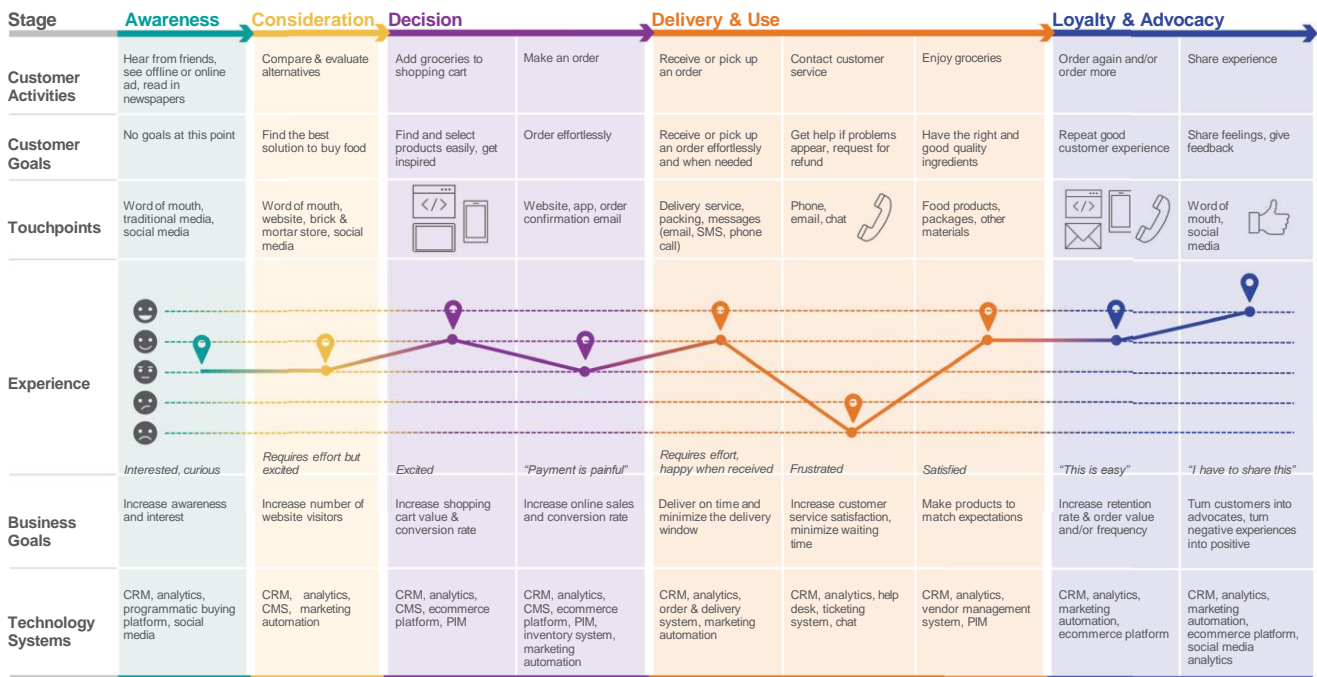 Stage
Awareness
Consideration
Decision
Delivery & Use
Loyalty & Advocacy
Customer
Activities
Hear from friends,
see offline or online
ad, read in
newspapers
Compare & evaluate
alternatives
Add groceries to
shopping cart
Make an order
Receive or pick up
an order
Contact customer
service
Enjoy groceries
Order again and/or
order more
Share experience
Customer
Goals
No goals at this point
Find the best
solution to buy food
Find and select
products easily, get
inspired
Order effortlessly
Receive or pick up
an order effortlessly
and when needed
Get help if problems
appear, request for
refund
Have the right and
good quality
ingredients
Repeat good
customer experience
Share feelings, give
feedback
Touchpoints
Word of mouth,
traditional media,
social media
Word of mouth,
website, brick &
mortar store, social
media
</>
Website, app, order
confirmation email
Delivery service,
packing, messages
(email, SMS, phone
call)
Phone,
email, chat
Food products,
packages, other
materials
</>
Word of
mouth,
social
media
Experience
Interested, curious
Requires effort but
excited
Excited
“Payment is painful”
Requires effort,
happy when received
Frustrated
Satisfied
“This is easy”
“I have to share this”
Business
Goals
Increase awareness
and interest
Increase number of
website visitors
Increase shopping
cart value &
conversion rate
Increase online sales
and conversion rate
Deliver on time and
minimize the delivery
window
Increase customer
service satisfaction,
minimize waiting
time
Make products to
match expectations
Increase retention
rate & order value
and/or frequency
Turn customers into
advocates, turn
negative experiences
into positive
Technology
Systems
CRM, analytics,
programmatic buying
platform, social
media
CRM, analytics,
CMS, marketing
automation
CRM, analytics,
CMS, ecommerce
platform, PIM
CRM, analytics,
CMS, ecommerce
platform, PIM,
inventory system,
marketing
automation
CRM, analytics,
order & delivery
system, marketing
automation
CRM, analytics, help
desk, ticketing
system, chat
CRM, analytics,
vendor management
system, PIM
CRM, analytics,
marketing
automation,
ecommerce platform
CRM, analytics,
marketing
automation,
ecommerce platform,
social media
analytics